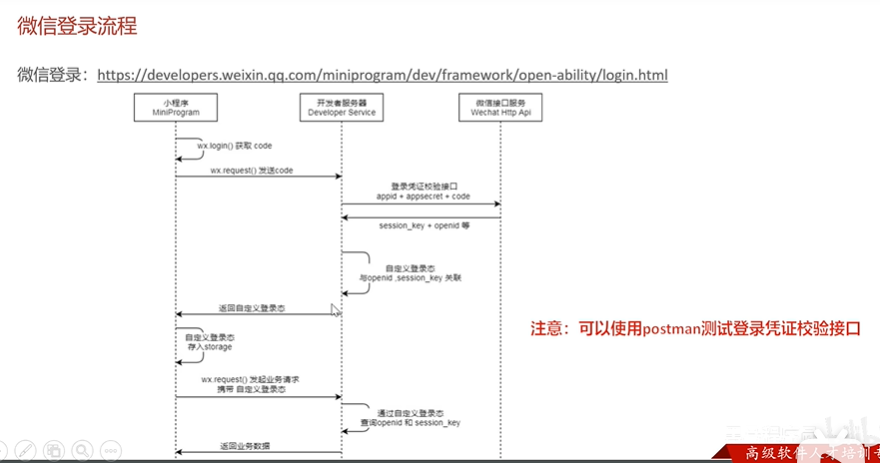 微信登录流程
微信登录：https://developers.weixin.qq.com/miniprogram/dev/framework/open-ability/login.html
小程序
MiniProgram
开发者服务器
Developer Service
微信接口服务
Wechat Http Api
wx.login() 获取 code
wx.request() 发送code
登录凭证校验接口
appid + appsecret + code
session_key + openid 等
自定义登录态
与openid ,session_key 关联
返回自定义登录态
自定义登录态
存入storage
注意：可以使用postman测试登录凭证校验接口
wx.request() 发起业务请求
携带 自定义登录态
通过自定义登录态
查询openid 和 session_key
返回业务数据
高级软件人才培训